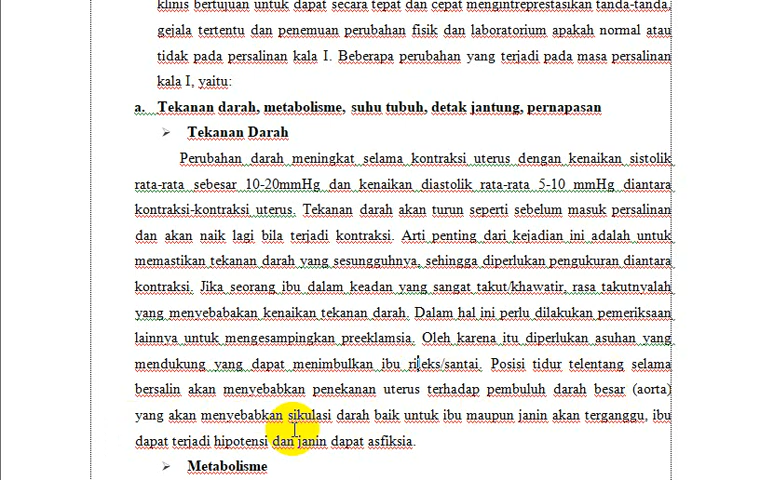 klinis bertujuan untuk dapat secara tepat dan cepat mengintreprestasikan tanda-tanda,
gejala tertentu dan penemuan perubahan fisik dan laboratorium apakah normal atau
tidak pada persalinan kala I. Beberapa perubahan yang terjadi pada masa persalinan
kala I, yaitu:
a. Tekanan darah, metabolisme, suhu tubuh, detak jantung, pernapasan
➢ Tekanan Darah
Perubahan darah meningkat selama kontraksi uterus dengan kenaikan sistolik
rata-rata sebesar 10-20mmHg dan kenaikan diastolik rata-rata 5-10 mmHg diantara
kontraksi-kontraksi uterus. Tekanan darah akan turun seperti sebelum masuk persalinan
dan akan naik lagi bila terjadi kontraksi. Arti penting dari kejadian ini adalah untuk
memastikan tekanan darah yang sesungguhnya, sehingga diperlukan pengukuran diantara
kontraksi. Jika seorang ibu dalam keadan yang sangat takut/khawatir, rasa takutnyalah
yang menyebabakan kenaikan tekanan darah. Dalam hal ini perlu dilakukan pemeriksaan
lainnya untuk mengesampingkan preeklamsia. Oleh karena itu diperlukan asuhan yang
mendukung yang dapat menimbulkan ibu rileks/santai. Posisi tidur telentang selama
bersalin akan menyebabkan penekanan uterus terhadap pembuluh darah besar (aorta)
yang akan menyebabkan sikulasi darah baik untuk ibu maupun janin akan terganggu, ibu
dapat terjadi hipotensi dan janin dapat asfiksia.
➢ Metabolisme